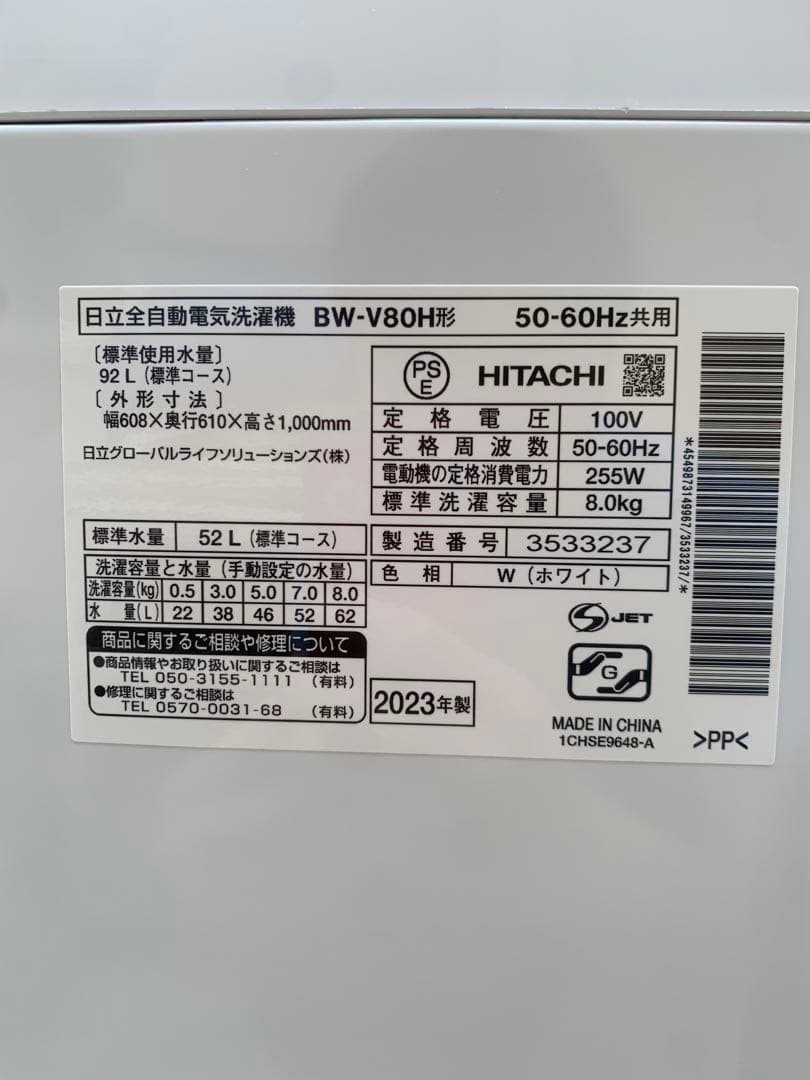 日立全自動電気洗濯機 BW-V80H形 50-60Hz共用
〔標準使用水量〕
92 L (標準コース)
〔外形寸法〕
幅608×奥行610×高さ1,000mm
日立グローバルライフソリューションズ(株)
PS
E
HITACHI
定格電圧 100V
定格周波数 50-60Hz
電動機の定格消費電力 255W
標準洗濯容量 8.0kg
標準水量 52 L (標準コース)
洗濯容量と水量 (手動設定の水量)
洗濯容量(kg) 0.5 3.0 5.0 7.0 8.0
水量(L) 22 38 46 52 62
商品に関するご相談や修理について
●商品情報やお取り扱いに関するご相談は
TEL 050-3155-1111 (有料)
●修理に関するご相談は
TEL 0570-0031-68 (有料)
製造番号 3533237
色相 W (ホワイト)
S JET
G
2023年製
MADE IN CHINA
1CHSE9648-A
>PP<
*4549873149967/3533237/*